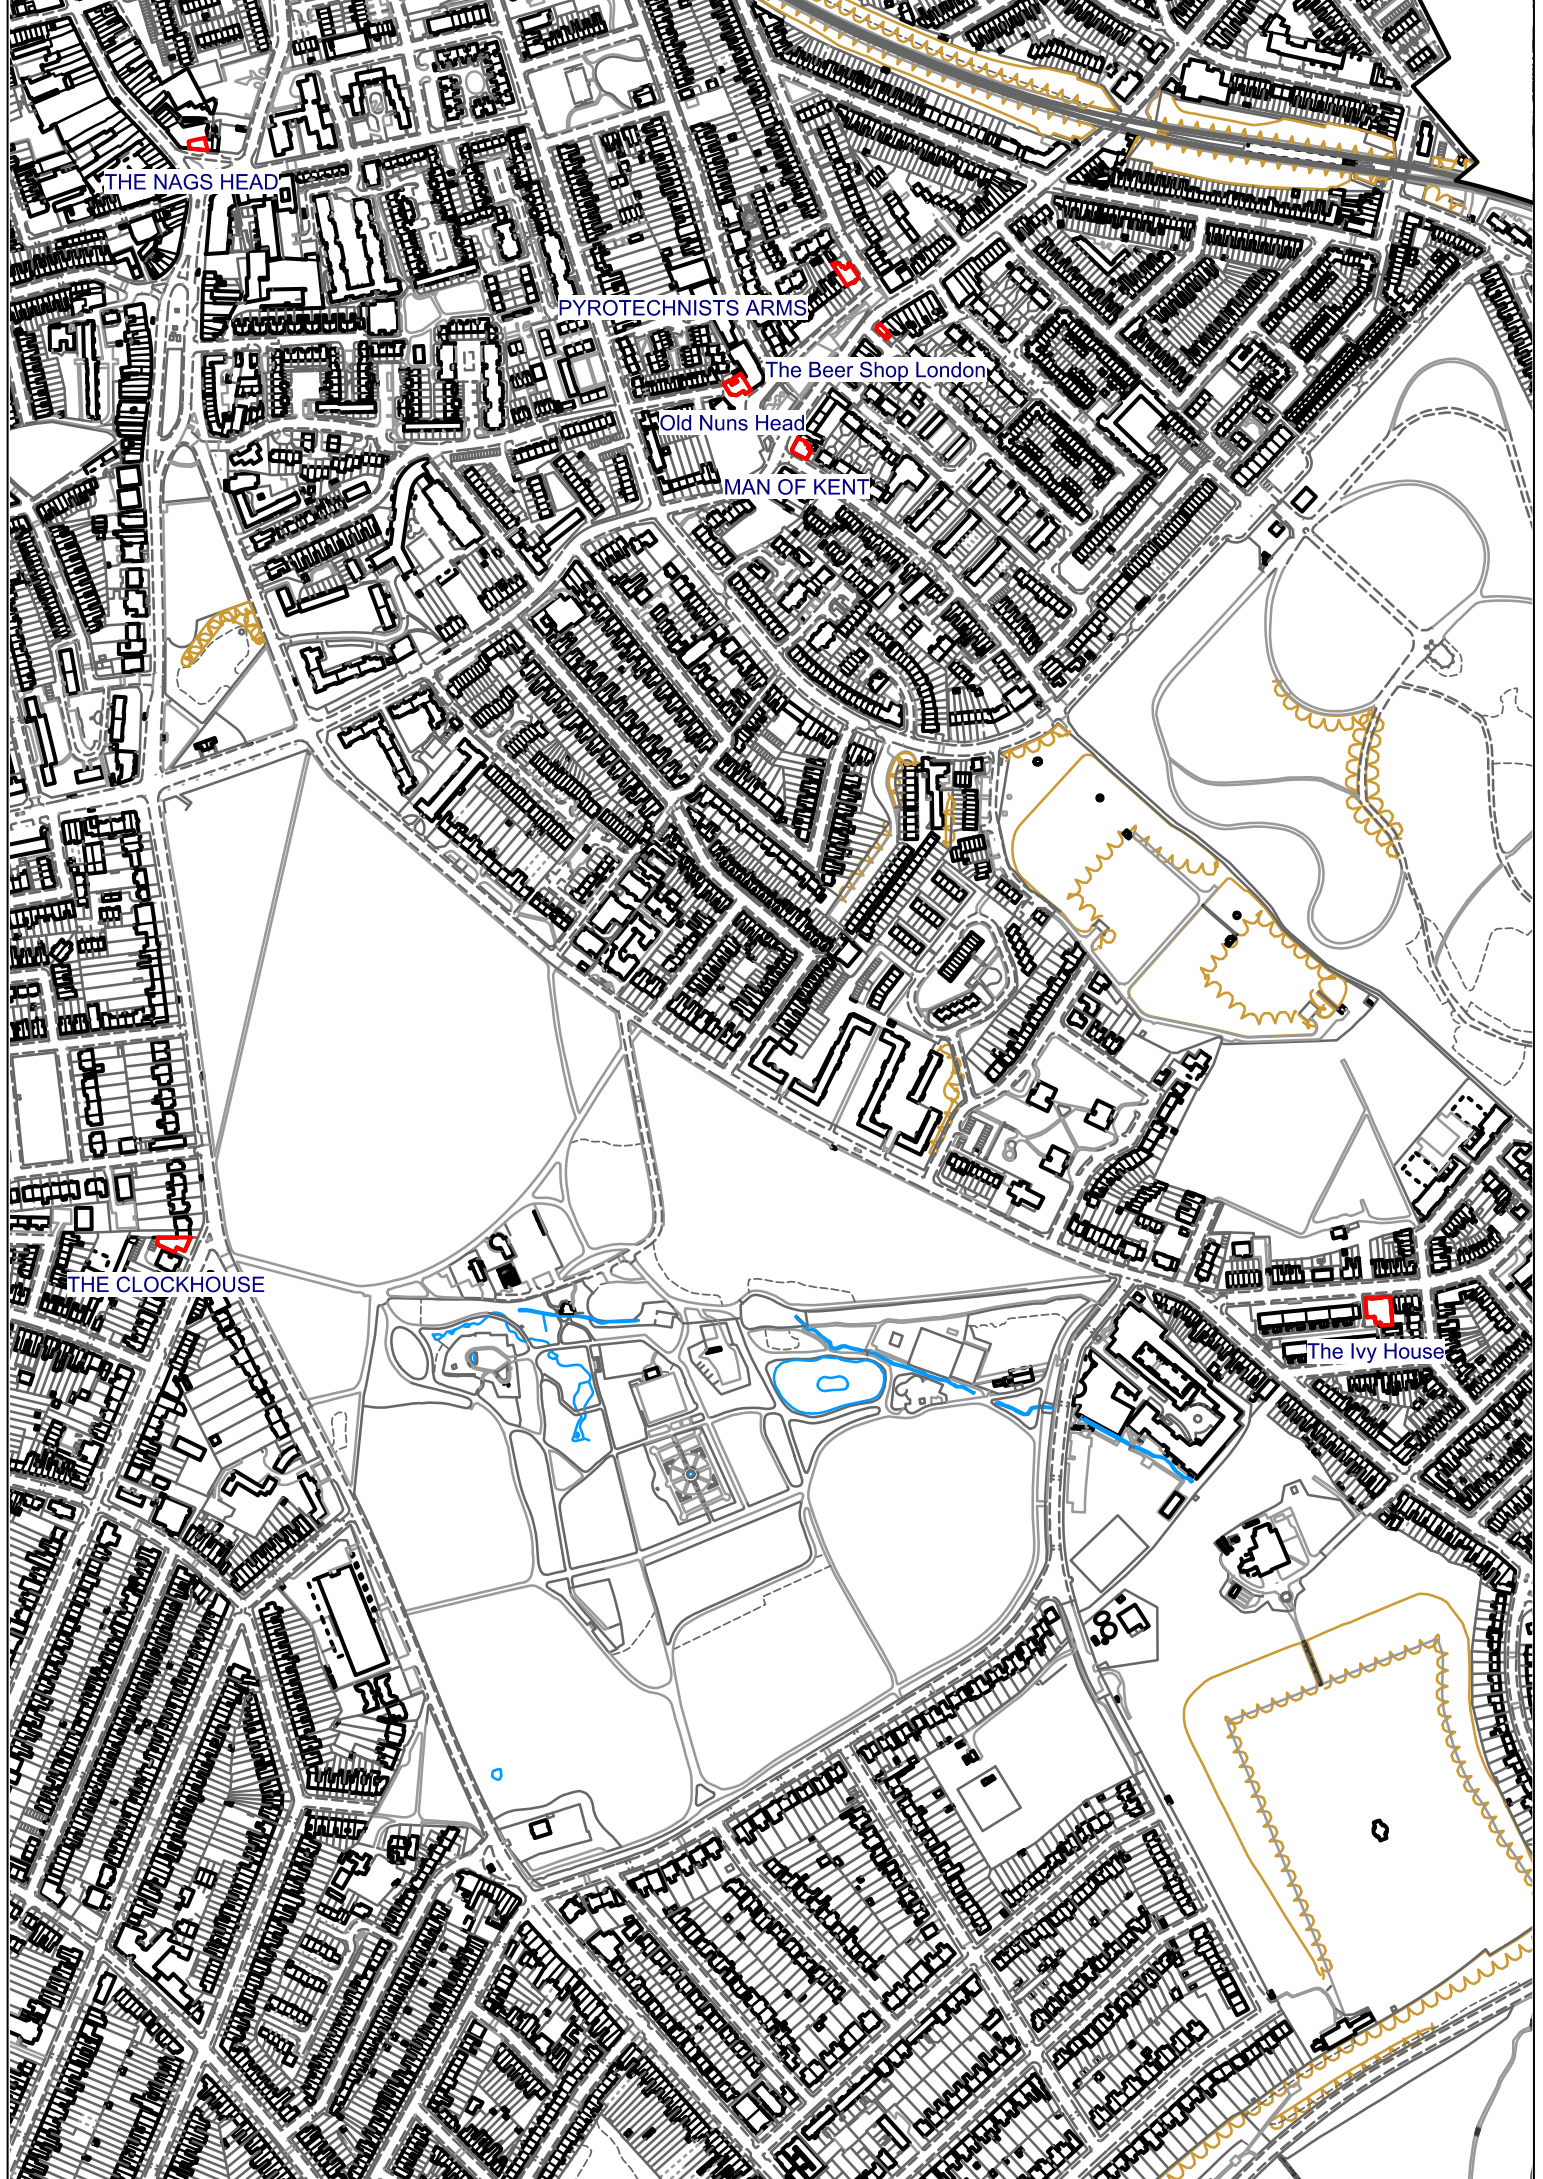 THE NAGS HEAD
PYROTECHNISTS ARMS
The Beer Shop London
Old Nuns Head
MAN OF KENT
THE CLOCKHOUSE
The Ivy House